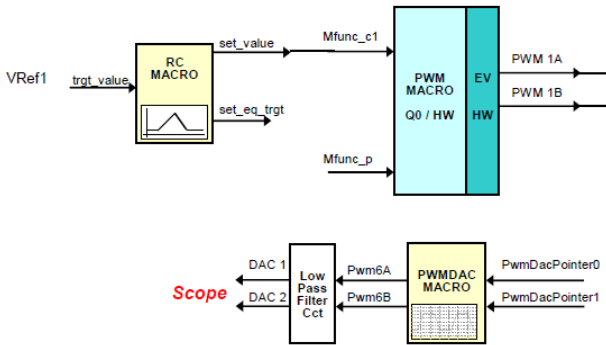 set_value
Mfunc_c1
RC
MACRO
VRef1
trgt_value
set_eq_trgt
PWM
MACRO
Q0 / HW
EV
HW
PWM 1A
PWM 1B
Mfunc_p
Scope
DAC 1
DAC 2
Low
Pass
Filter
Cct
Pwm6A
Pwm6B
PWMDAC
MACRO
PwmDacPointer0
PwmDacPointer1